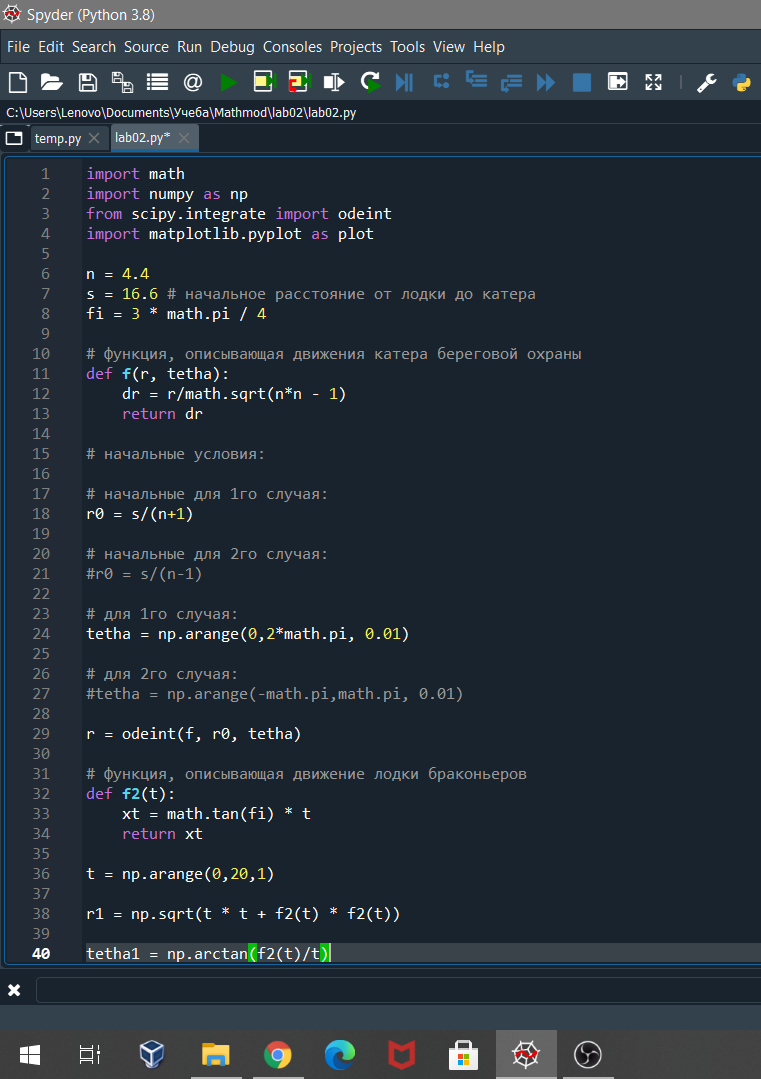 Spyder (Python 3.8)
File Edit Search Source Run Debug Consoles Projects Tools View Help
C:\Users\Lenovo\Documents\Учеба\Mathmod\lab02\lab02.py
temp.py lab02.py*
1 import math
2 import numpy as np
3 from scipy.integrate import odeint
4 import matplotlib.pyplot as plot
5
6 n = 4.4
7 s = 16.6 # начальное расстояние от лодки до катера
8 fi = 3 * math.pi / 4
9
10 # функция, описывающая движения катера береговой охраны
11 def f(r, tetha):
12     dr = r/math.sqrt(n*n - 1)
13     return dr
14
15 # начальные условия:
16
17 # начальные для 1го случая:
18 r0 = s/(n+1)
19
20 # начальные для 2го случая:
21 #r0 = s/(n-1)
22
23 # для 1го случая:
24 tetha = np.arange(0,2*math.pi, 0.01)
25
26 # для 2го случая:
27 #tetha = np.arange(-math.pi,math.pi, 0.01)
28
29 r = odeint(f, r0, tetha)
30
31 # функция, описывающая движение лодки браконьеров
32 def f2(t):
33     xt = math.tan(fi) * t
34     return xt
35
36 t = np.arange(0,20,1)
37
38 r1 = np.sqrt(t * t + f2(t) * f2(t))
39
40 tetha1 = np.arctan(f2(t)/t)